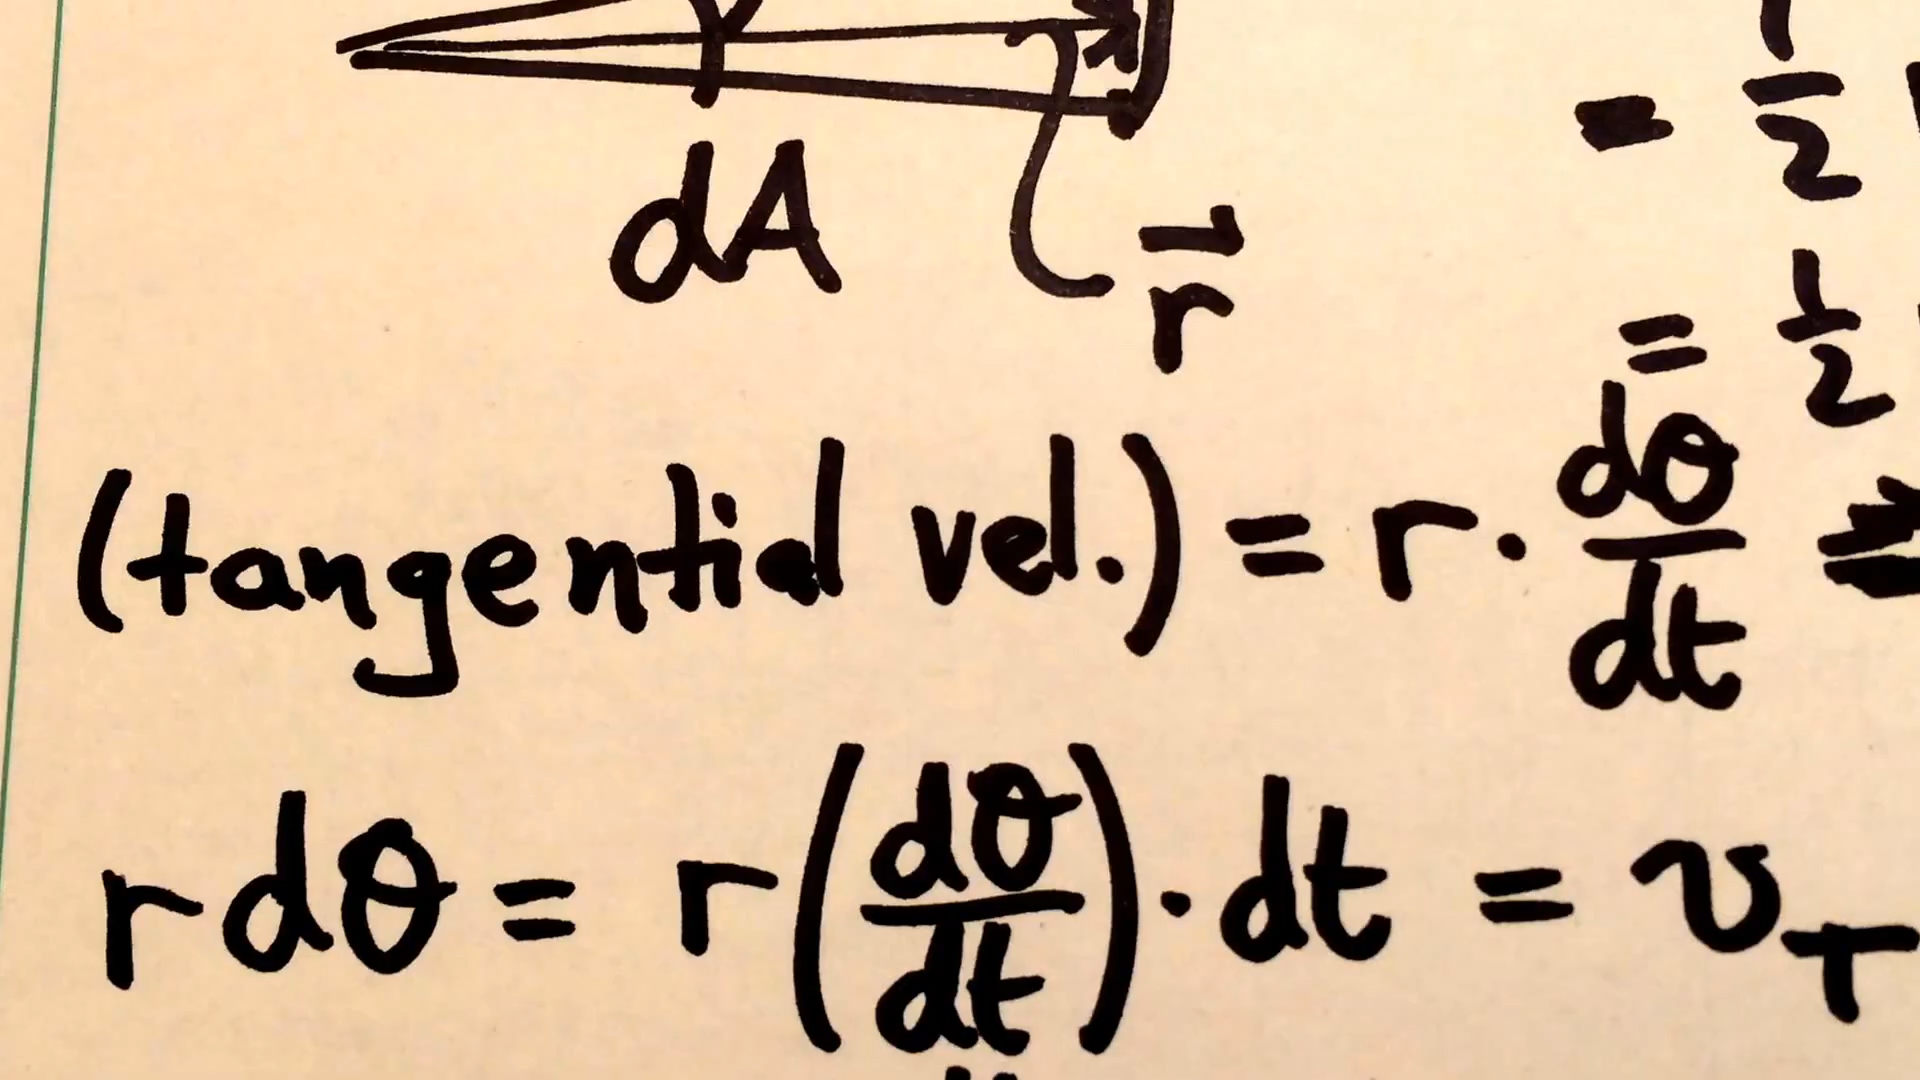 dA
r⃗
= 1/2
= 1/2
(tangential vel.) = r · dθ/dt ⇒
r dθ = r(dθ/dt) · dt = v_T